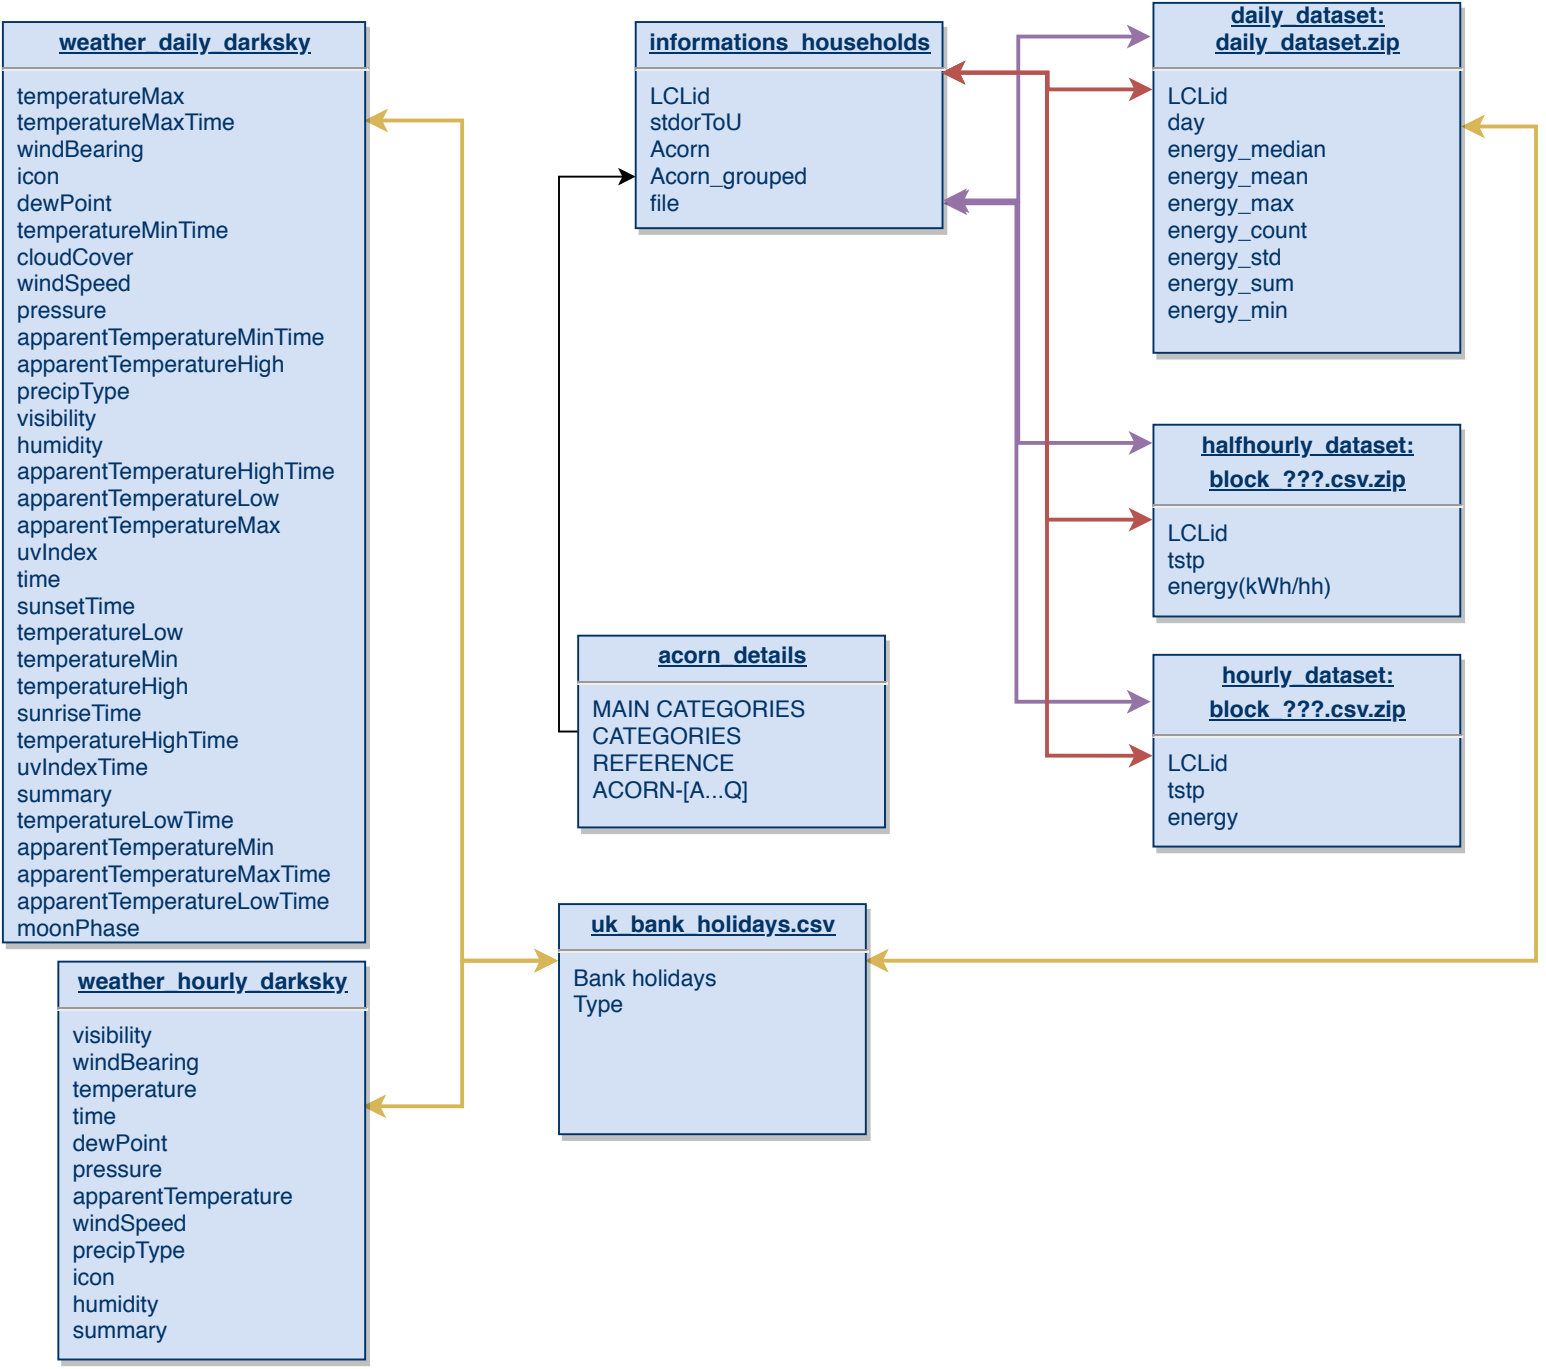 weather_daily_darksky
temperatureMax
temperatureMaxTime
windBearing
icon
dewPoint
temperatureMinTime
cloudCover
windSpeed
pressure
apparentTemperatureMinTime
apparentTemperatureHigh
precipType
visibility
humidity
apparentTemperatureHighTime
apparentTemperatureLow
apparentTemperatureMax
uvIndex
time
sunsetTime
temperatureLow
temperatureMin
temperatureHigh
sunriseTime
temperatureHighTime
uvIndexTime
summary
temperatureLowTime
apparentTemperatureMin
apparentTemperatureMaxTime
apparentTemperatureLowTime
moonPhase
weather_hourly_darksky
visibility
windBearing
temperature
time
dewPoint
pressure
apparentTemperature
windSpeed
precipType
icon
humidity
summary
informations_households
LCLid
stdorToU
Acorn
Acorn_grouped
file
acorn_details
MAIN CATEGORIES
CATEGORIES
REFERENCE
ACORN-[A...Q]
uk_bank_holidays.csv
Bank holidays
Type
daily_dataset:
daily_dataset.zip
LCLid
day
energy_median
energy_mean
energy_max
energy_count
energy_std
energy_sum
energy_min
halfhourly_dataset:
block_???.csv.zip
LCLid
tstp
energy(kWh/hh)
hourly_dataset:
block_???.csv.zip
LCLid
tstp
energy